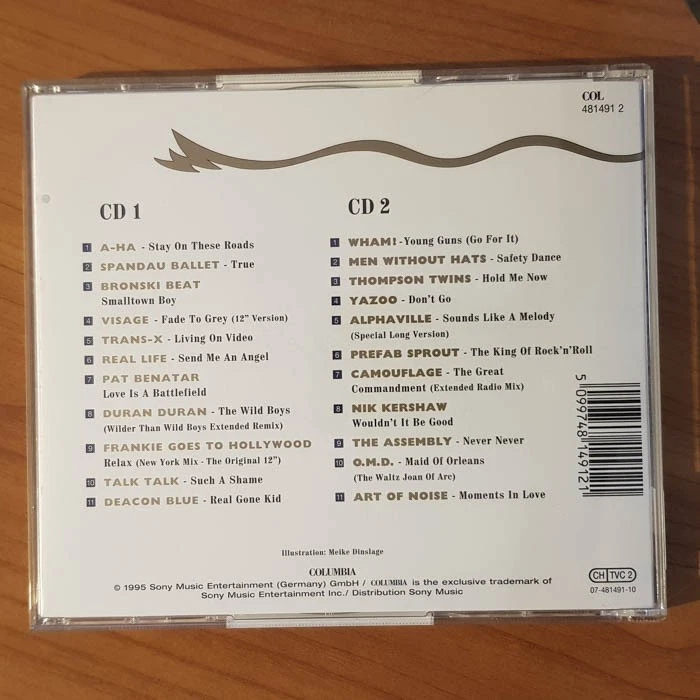 COL
481491 2
CD 1
1 A-HA - Stay On These Roads
2 SPANDAU BALLET - True
3 BRONSKI BEAT
Smalltown Boy
4 VISAGE - Fade To Grey (12" Version)
5 TRANS-X - Living On Video
6 REAL LIFE - Send Me An Angel
7 PAT BENATAR
Love Is A Battlefield
8 DURAN DURAN - The Wild Boys
(Wilder Than Wild Boys Extended Remix)
9 FRANKIE GOES TO HOLLYWOOD
Relax (New York Mix - The Original 12")
10 TALK TALK - Such A Shame
11 DEACON BLUE - Real Gone Kid
CD 2
1 WHAM! - Young Guns (Go For It)
2 MEN WITHOUT HATS - Safety Dance
3 THOMPSON TWINS - Hold Me Now
4 YAZOO - Don't Go
5 ALPHAVILLE - Sounds Like A Melody
(Special Long Version)
6 PREFAB SPROUT - The King Of Rock'n'Roll
7 CAMOUFLAGE - The Great
Commandment (Extended Radio Mix)
8 NIK KERSHAW
Wouldn't It Be Good
9 THE ASSEMBLY - Never Never
10 O.M.D. - Maid Of Orleans
(The Waltz Joan Of Arc)
11 ART OF NOISE - Moments In Love
5 099748 149121
Illustration: Meike Dinslage
COLUMBIA
© 1995 Sony Music Entertainment (Germany) GmbH / COLUMBIA is the exclusive trademark of
Sony Music Entertainment Inc./ Distribution Sony Music
CH TVC 2
07-481491-10